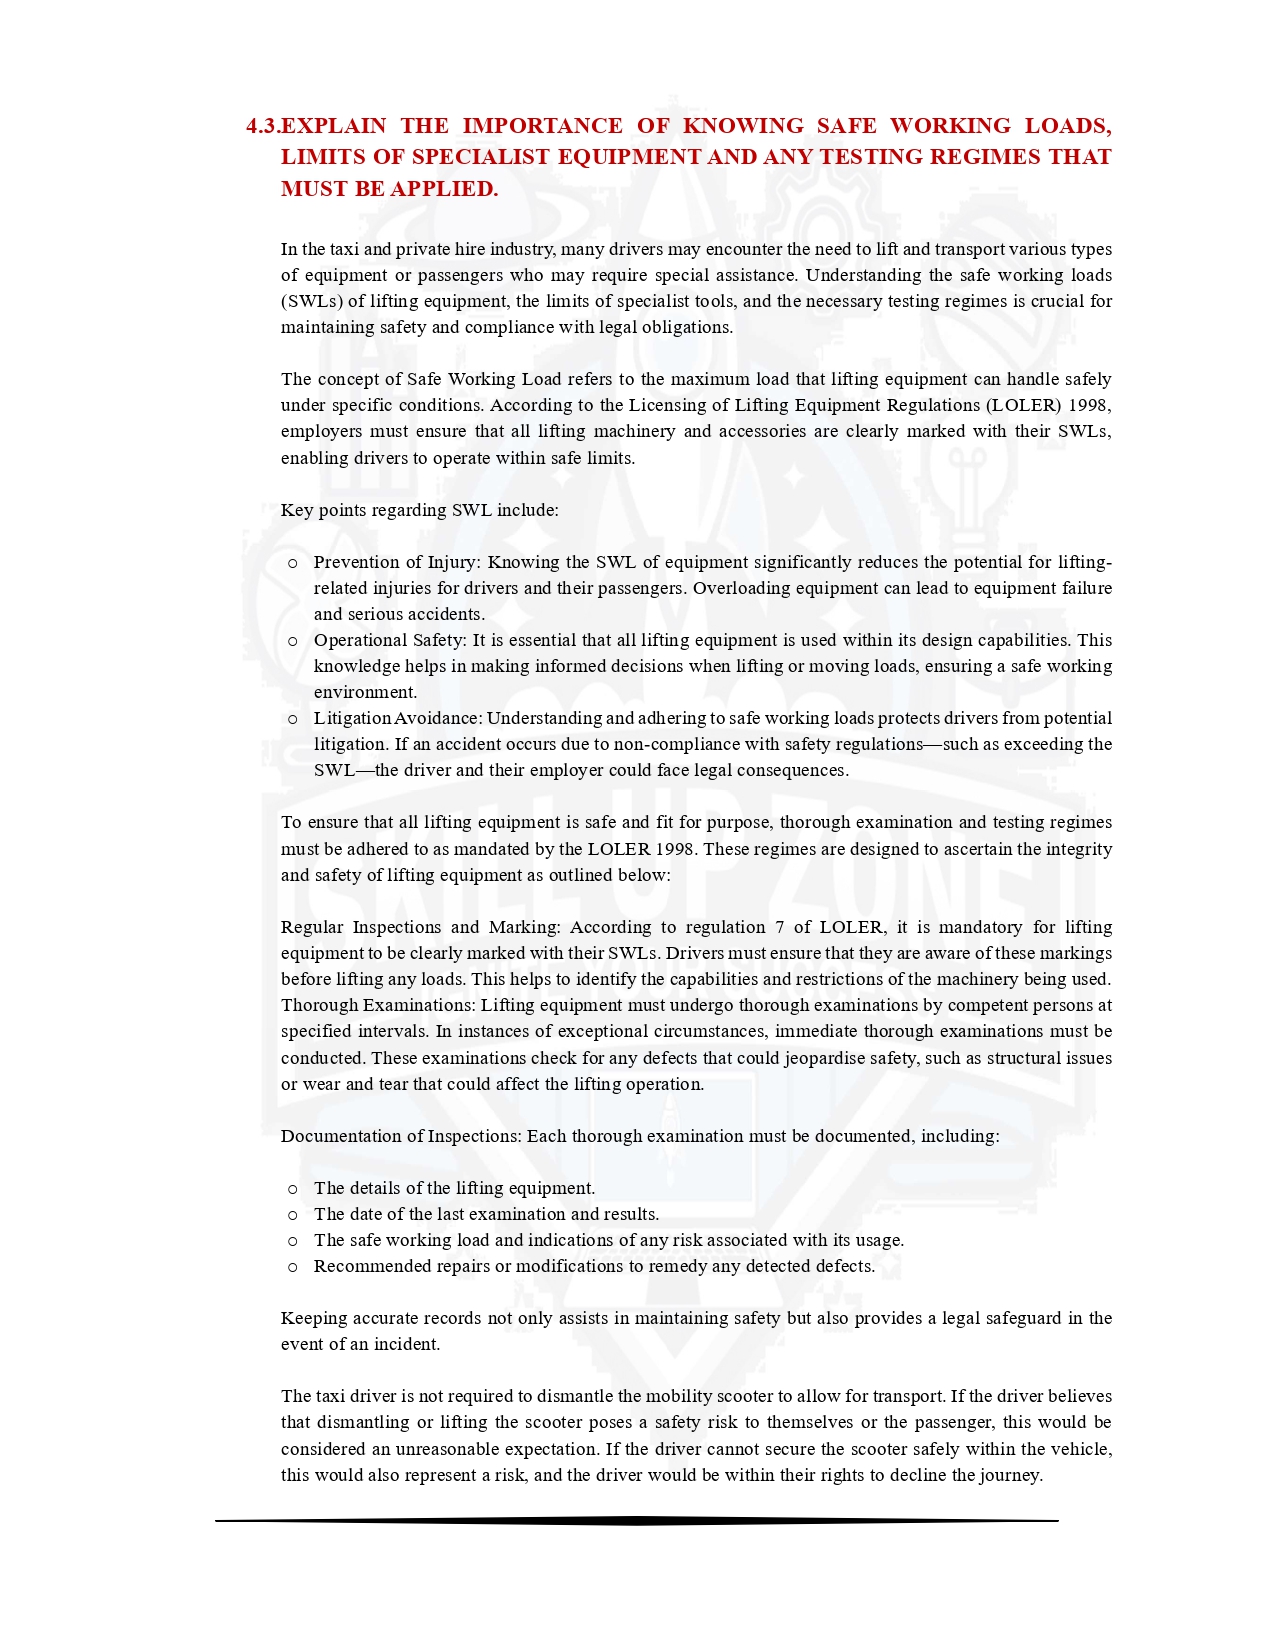 4.3.EXPLAIN THE IMPORTANCE OF KNOWING SAFE WORKING LOADS,
LIMITS OF SPECIALIST EQUIPMENT AND ANY TESTING REGIMES THAT
MUST BE APPLIED.
In the taxi and private hire industry, many drivers may encounter the need to lift and transport various types
of equipment or passengers who may require special assistance. Understanding the safe working loads
(SWLs) of lifting equipment, the limits of specialist tools, and the necessary testing regimes is crucial for
maintaining safety and compliance with legal obligations.
The concept of Safe Working Load refers to the maximum load that lifting equipment can handle safely
under specific conditions. According to the Licensing of Lifting Equipment Regulations (LOLER) 1998,
employers must ensure that all lifting machinery and accessories are clearly marked with their SWLs,
enabling drivers to operate within safe limits.
Key points regarding SWL include:
o Prevention of Injury: Knowing the SWL of equipment significantly reduces the potential for lifting-
related injuries for drivers and their passengers. Overloading equipment can lead to equipment failure
and serious accidents.
o Operational Safety: It is essential that all lifting equipment is used within its design capabilities. This
knowledge helps in making informed decisions when lifting or moving loads, ensuring a safe working
environment.
o Litigation Avoidance: Understanding and adhering to safe working loads protects drivers from potential
litigation. If an accident occurs due to non-compliance with safety regulations—such as exceeding the
SWL—the driver and their employer could face legal consequences.
To ensure that all lifting equipment is safe and fit for purpose, thorough examination and testing regimes
must be adhered to as mandated by the LOLER 1998. These regimes are designed to ascertain the integrity
and safety of lifting equipment as outlined below:
Regular Inspections and Marking: According to regulation 7 of LOLER, it is mandatory for lifting
equipment to be clearly marked with their SWLs. Drivers must ensure that they are aware of these markings
before lifting any loads. This helps to identify the capabilities and restrictions of the machinery being used.
Thorough Examinations: Lifting equipment must undergo thorough examinations by competent persons at
specified intervals. In instances of exceptional circumstances, immediate thorough examinations must be
conducted. These examinations check for any defects that could jeopardise safety, such as structural issues
or wear and tear that could affect the lifting operation.
Documentation of Inspections: Each thorough examination must be documented, including:
o The details of the lifting equipment.
o The date of the last examination and results.
o The safe working load and indications of any risk associated with its usage.
o Recommended repairs or modifications to remedy any detected defects.
Keeping accurate records not only assists in maintaining safety but also provides a legal safeguard in the
event of an incident.
The taxi driver is not required to dismantle the mobility scooter to allow for transport. If the driver believes
that dismantling or lifting the scooter poses a safety risk to themselves or the passenger, this would be
considered an unreasonable expectation. If the driver cannot secure the scooter safely within the vehicle,
this would also represent a risk, and the driver would be within their rights to decline the journey.
SKILL UP ZONE